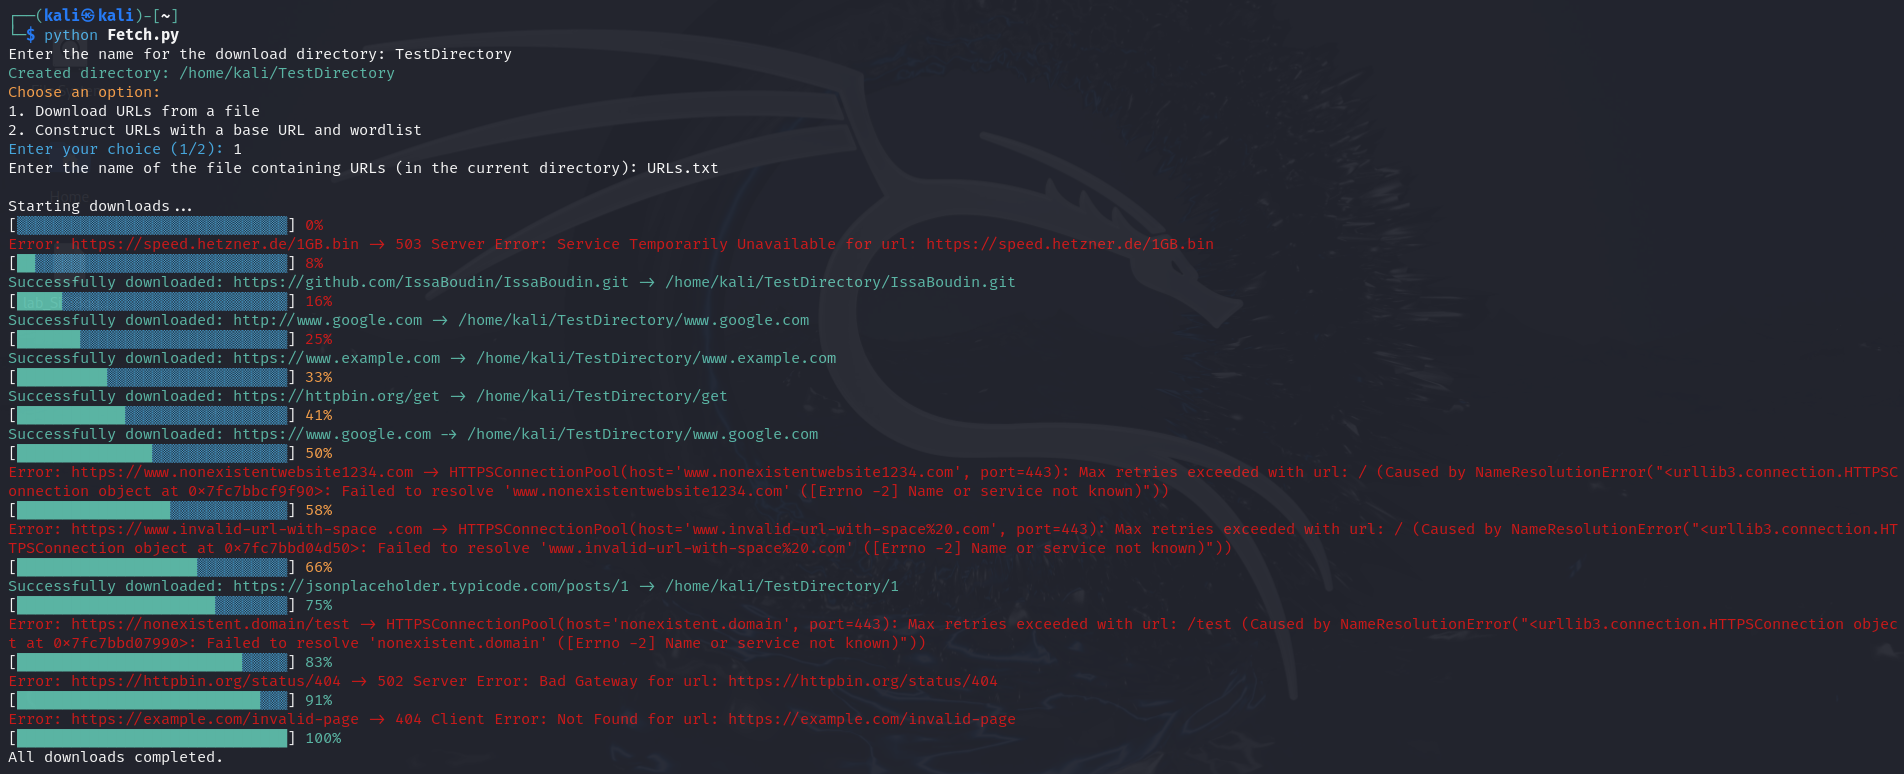 ┌──(kali㉿kali)-[~]
└─$ python Fetch.py
Enter the name for the download directory: TestDirectory
Created directory: /home/kali/TestDirectory
Choose an option:
1. Download URLs from a file
2. Construct URLs with a base URL and wordlist
Enter your choice (1/2): 1
Enter the name of the file containing URLs (in the current directory): URLs.txt
Starting downloads...
[██████████████████████████████] 0%
Error: https://speed.hetzner.de/1GB.bin -> 503 Server Error: Service Temporarily Unavailable for url: https://speed.hetzner.de/1GB.bin
[██▒▒▒▒▒▒▒▒▒▒▒▒▒▒▒▒▒▒▒▒▒▒▒▒▒▒▒▒] 8%
Successfully downloaded: https://github.com/IssaBoudin/IssaBoudin.git -> /home/kali/TestDirectory/IssaBoudin.git
[█████▒▒▒▒▒▒▒▒▒▒▒▒▒▒▒▒▒▒▒▒▒▒▒▒▒] 16%
Successfully downloaded: http://www.google.com -> /home/kali/TestDirectory/www.google.com
[███████▒▒▒▒▒▒▒▒▒▒▒▒▒▒▒▒▒▒▒▒▒▒▒] 25%
Successfully downloaded: https://www.example.com -> /home/kali/TestDirectory/www.example.com
[██████████▒▒▒▒▒▒▒▒▒▒▒▒▒▒▒▒▒▒▒▒] 33%
Successfully downloaded: https://httpbin.org/get -> /home/kali/TestDirectory/get
[████████████▒▒▒▒▒▒▒▒▒▒▒▒▒▒▒▒▒▒] 41%
Successfully downloaded: https://www.google.com -> /home/kali/TestDirectory/www.google.com
[███████████████▒▒▒▒▒▒▒▒▒▒▒▒▒▒▒] 50%
Error: https://www.nonexistentwebsite1234.com -> HTTPSConnectionPool(host='www.nonexistentwebsite1234.com', port=443): Max retries exceeded with url: / (Caused by NameResolutionError("<urllib3.connection.HTTPSC
onnection object at 0x7fc7bbcf9f90>: Failed to resolve 'www.nonexistentwebsite1234.com' ([Errno -2] Name or service not known)"))
[█████████████████▒▒▒▒▒▒▒▒▒▒▒▒▒] 58%
Error: https://www.invalid-url-with-space .com -> HTTPSConnectionPool(host='www.invalid-url-with-space%20.com', port=443): Max retries exceeded with url: / (Caused by NameResolutionError("<urllib3.connection.HT
TPSConnection object at 0x7fc7bbd04d50>: Failed to resolve 'www.invalid-url-with-space%20.com' ([Errno -2] Name or service not known)"))
[████████████████████▒▒▒▒▒▒▒▒▒▒] 66%
Successfully downloaded: https://jsonplaceholder.typicode.com/posts/1 -> /home/kali/TestDirectory/1
[██████████████████████▒▒▒▒▒▒▒▒] 75%
Error: https://nonexistent.domain/test -> HTTPSConnectionPool(host='nonexistent.domain', port=443): Max retries exceeded with url: /test (Caused by NameResolutionError("<urllib3.connection.HTTPSConnection objec
t at 0x7fc7bbd07990>: Failed to resolve 'nonexistent.domain' ([Errno -2] Name or service not known)"))
[█████████████████████████▒▒▒▒▒] 83%
Error: https://httpbin.org/status/404 -> 502 Server Error: Bad Gateway for url: https://httpbin.org/status/404
[███████████████████████████▒▒▒] 91%
Error: https://example.com/invalid-page -> 404 Client Error: Not Found for url: https://example.com/invalid-page
[██████████████████████████████] 100%
All downloads completed.